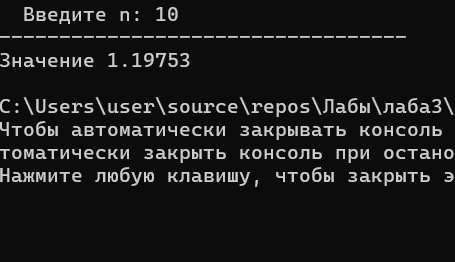 Введите n: 10
----------------------------------
Значение 1.19753
C:\Users\user\source\repos\Лабы\лаба3\
Чтобы автоматически закрывать консоль
томатически закрыть консоль при остано
Нажмите любую клавишу, чтобы закрыть э